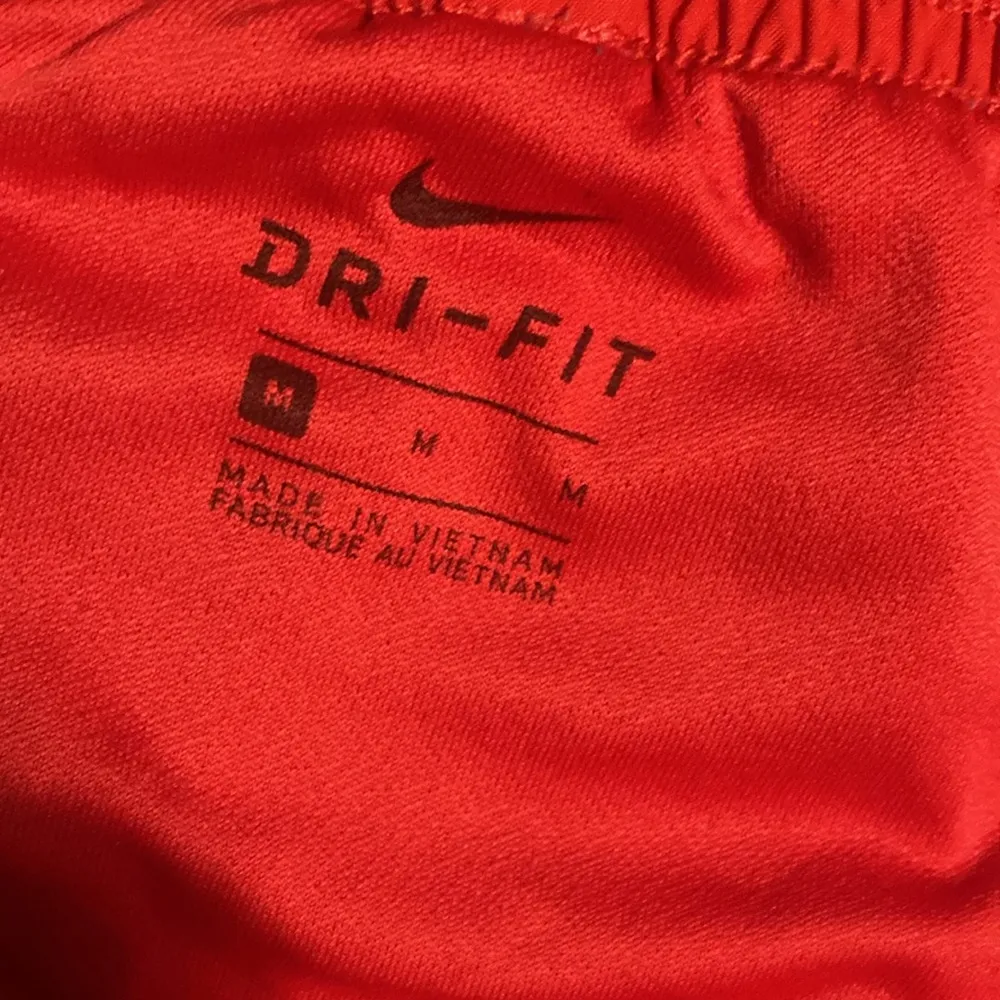 DRI-FIT
M M M
MADE IN VIETNAM
FABRIQUE AU VIETNAM